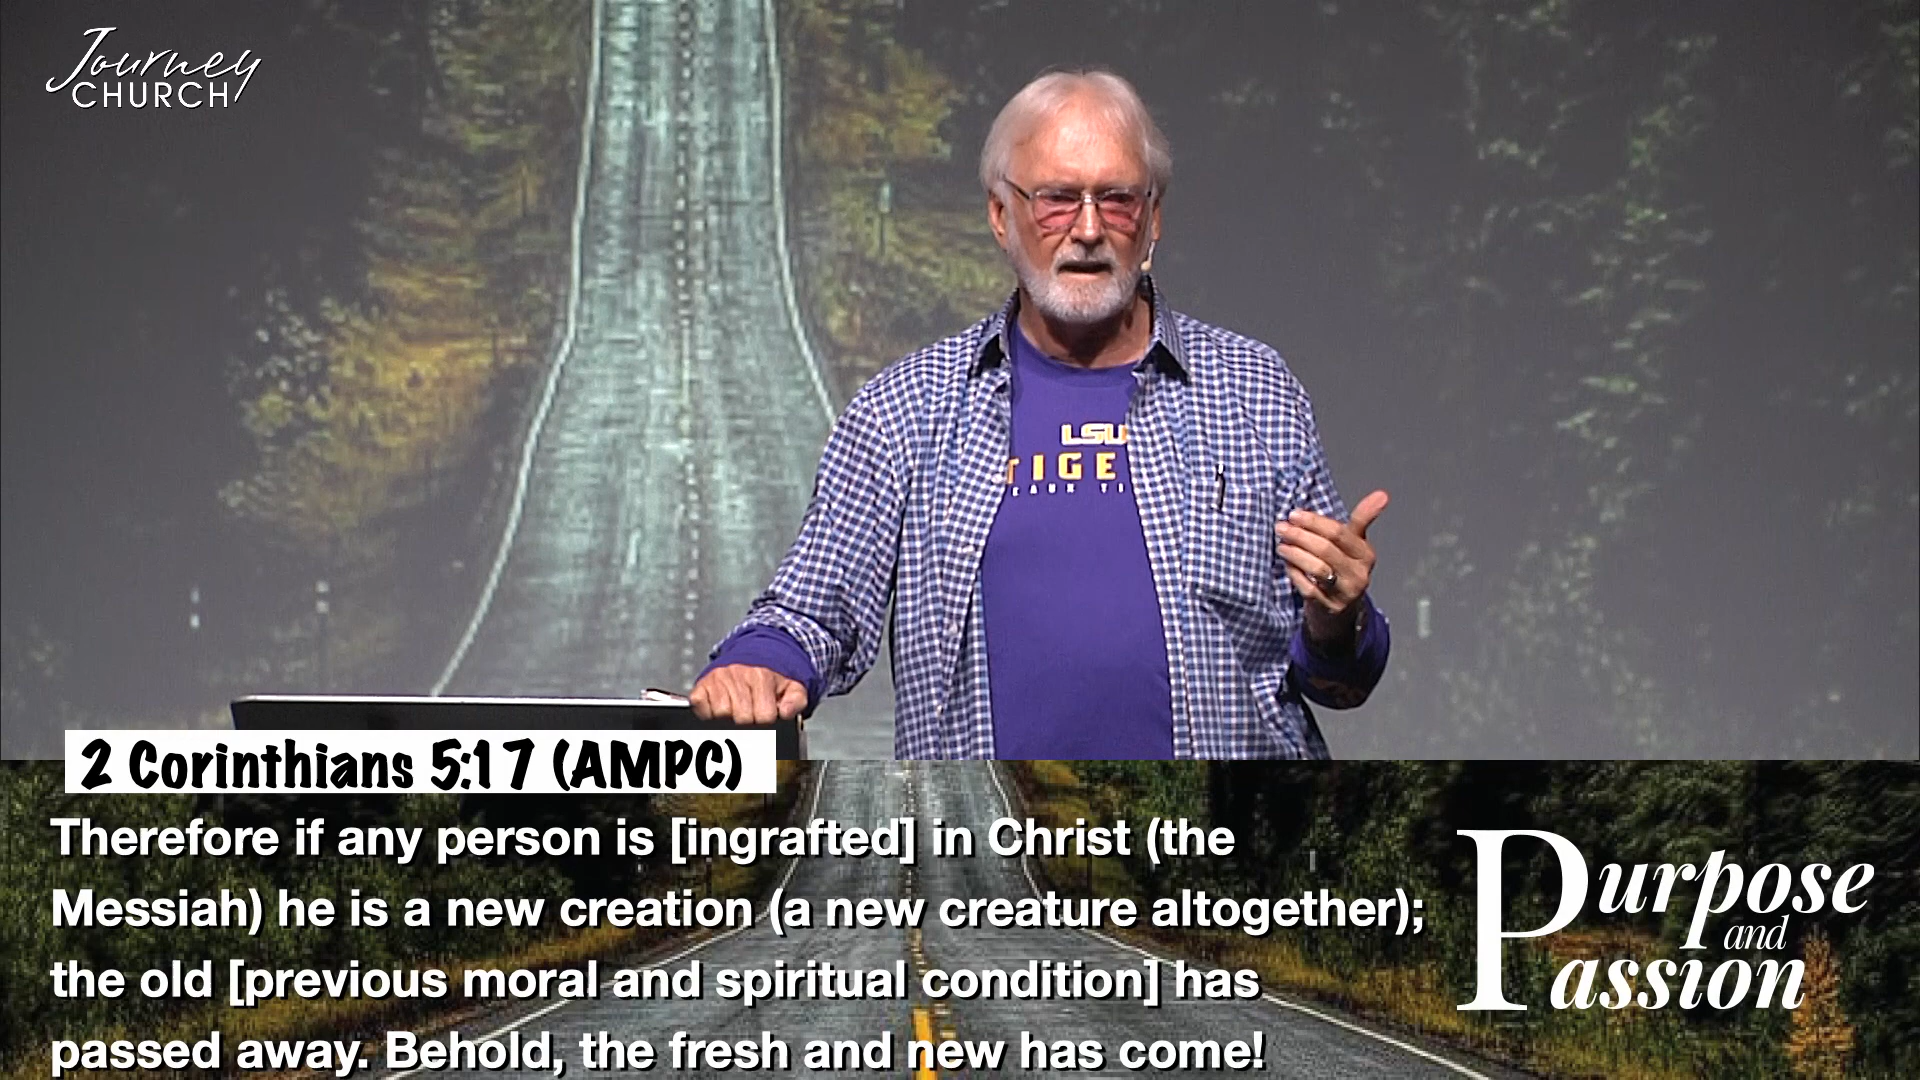 Journey
CHURCH
LSU
TIGE
2 Corinthians 5:17 (AMPC)
Therefore if any person is [ingrafted] in Christ (the
Messiah) he is a new creation (a new creature altogether);
the old [previous moral and spiritual condition] has
passed away. Behold, the fresh and new has come!
Purpose
and
Passion